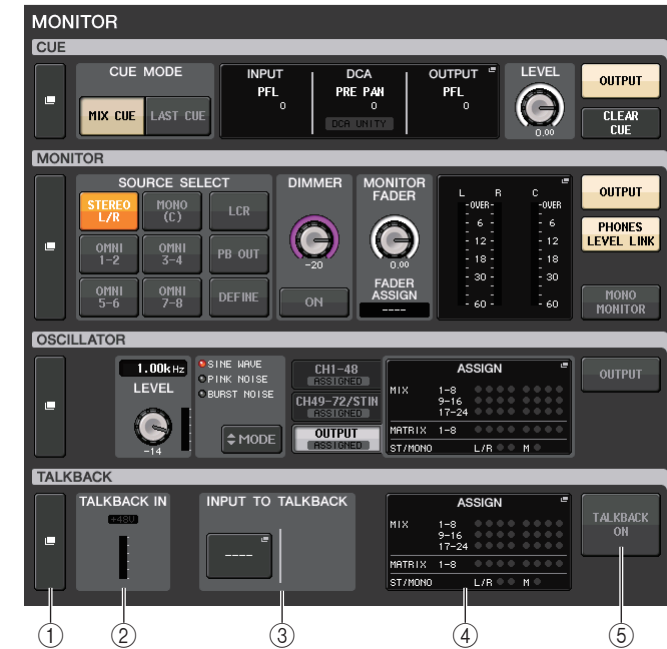 MONITOR
CUE
CUE MODE
MIX CUE
LAST CUE
INPUT
PFL
0
DCA
PRE PAN
0
DCA UNITY
OUTPUT
PFL
0
LEVEL
0.00
OUTPUT
CLEAR
CUE
MONITOR
SOURCE SELECT
STEREO
L/R
MONO
(C)
LCR
OMNI
1-2
OMNI
3-4
PB OUT
OMNI
5-6
OMNI
7-8
DEFINE
DIMMER
-20
ON
MONITOR
FADER
0.00
FADER
ASSIGN
----
L R C
-OVER- -OVER
- 6 - - 6
- 12 - - 12
- 18 - - 18
- 30 - - 30
- 60 - - 60
OUTPUT
PHONES
LEVEL LINK
MONO
MONITOR
OSCILLATOR
1.00kHz
LEVEL
-14
SINE WAVE
PINK NOISE
BURST NOISE
MODE
CH1-48
ASSIGNED
CH49-72/STIN
ASSIGNED
OUTPUT
ASSIGNED
ASSIGN
MIX 1-8
9-16
17-24
MATRIX 1-8
ST/MONO L/R M
OUTPUT
TALKBACK
TALKBACK IN
+48V
INPUT TO TALKBACK
----
ASSIGN
MIX 1-8
9-16
17-24
MATRIX 1-8
ST/MONO L/R M
TALKBACK
ON
① ② ③ ④ ⑤